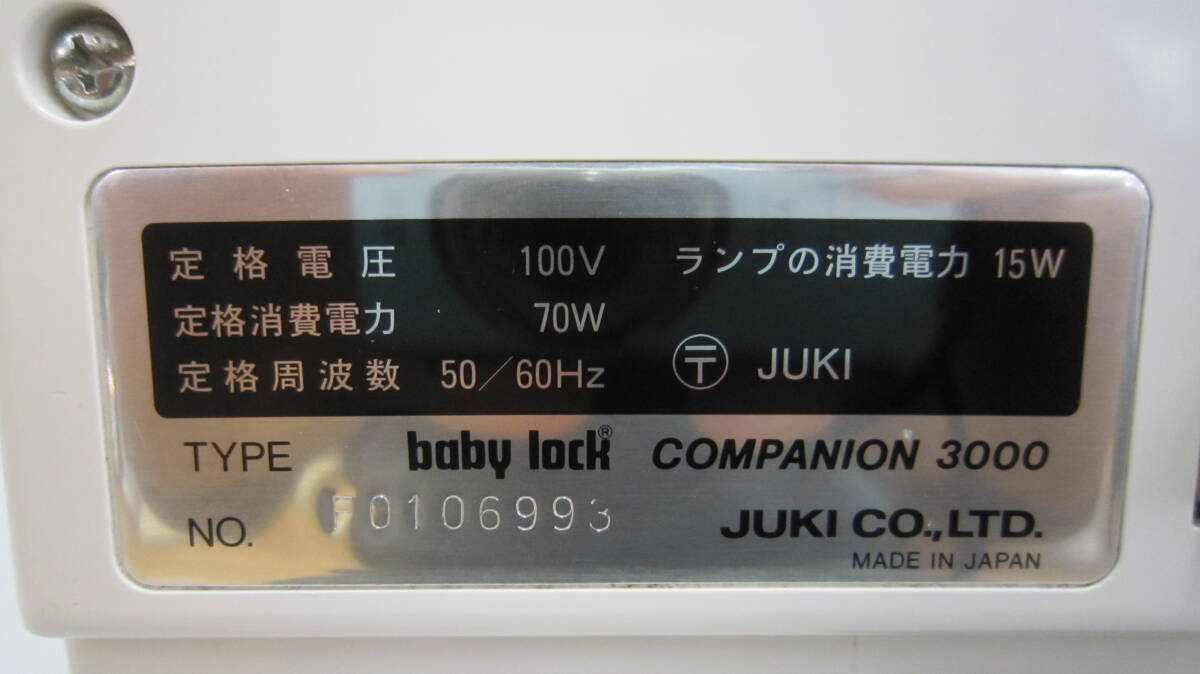 定格電圧 100V ランプの消費電力 15W
定格消費電力 70W
定格周波数 50/60Hz 〒 JUKI
TYPE baby lock® COMPANION 3000
NO. F0106993 JUKI CO.,LTD.
MADE IN JAPAN